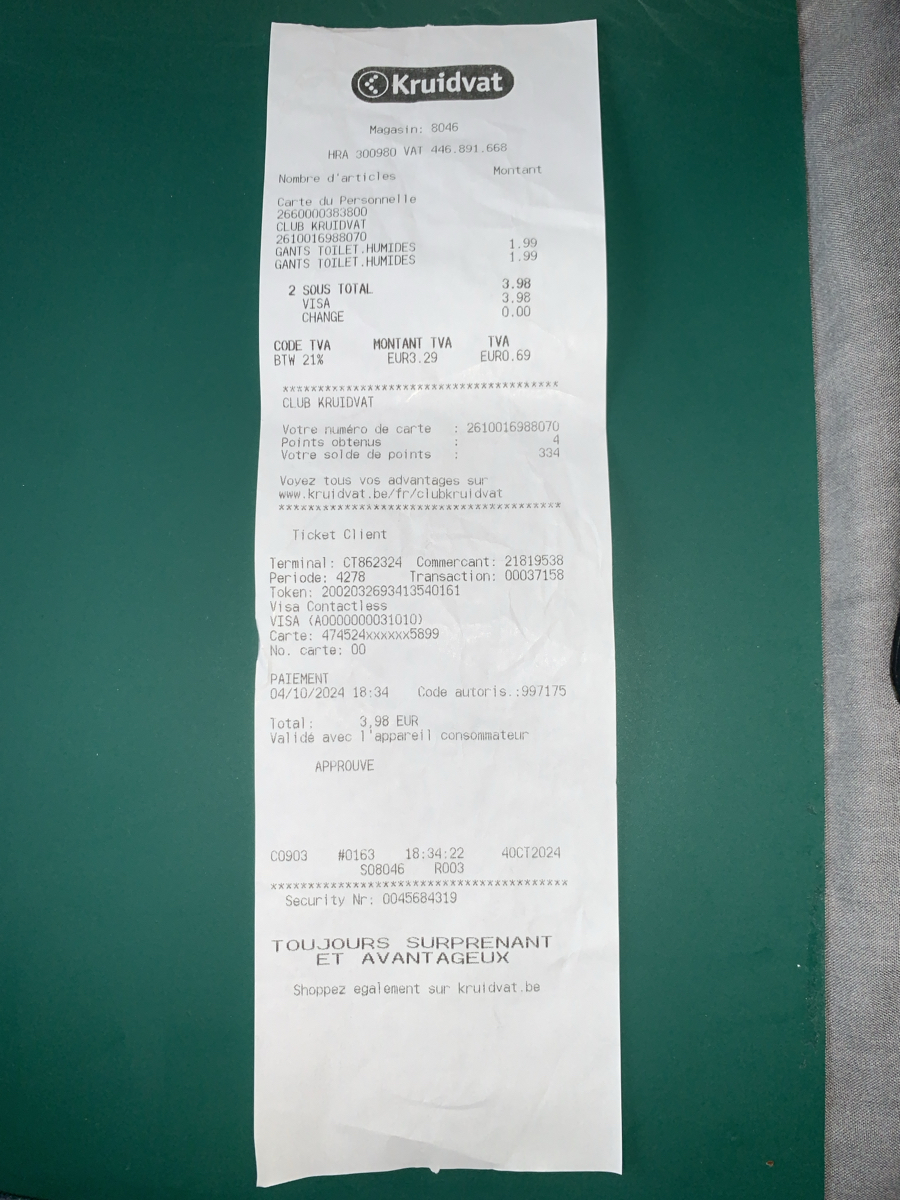 Kruidvat
Magasin: 8046
HRA 300980 VAT 446.891.668
Nombre d'articles Montant
Carte du Personnelle
2660000383800
CLUB KRUIDVAT
2610016988070
GANTS TOILET.HUMIDES 1.99
GANTS TOILET.HUMIDES 1.99
2 SOUS TOTAL 3.98
VISA 3.98
CHANGE 0.00
CODE TVA MONTANT TVA TVA
BTW 21% EUR3.29 EUR0.69
****************************************
CLUB KRUIDVAT
Votre numéro de carte : 2610016988070
Points obtenus : 4
Votre solde de points : 334
Voyez tous vos advantages sur
www.kruidvat.be/fr/clubkruidvat
****************************************
Ticket Client
Terminal: CT862324 Commercant: 21819538
Periode: 4278 Transaction: 00037158
Token: 2002032693413540161
Visa Contactless
VISA (A0000000031010)
Carte: 474524xxxxxx5899
No. carte: 00
PAIEMENT
04/10/2024 18:34 Code autoris.:997175
Total: 3,98 EUR
Validé avec l'appareil consommateur
APPROUVE
C0903 #0163 18:34:22 4OCT2024
S08046 R003
****************************************
Security Nr: 0045684319
TOUJOURS SURPRENANT
ET AVANTAGEUX
Shoppez egalement sur kruidvat.be